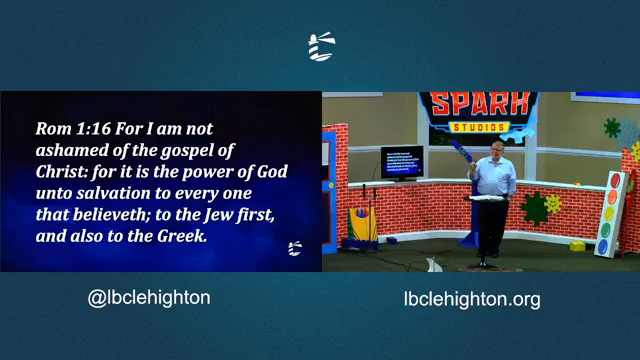 Rom 1:16 For I am not
ashamed of the gospel of
Christ: for it is the power of God
unto salvation to every one
that believeth; to the Jew first,
and also to the Greek.
SPARK
STUDIOS
@lbclehighton
lbclehighton.org